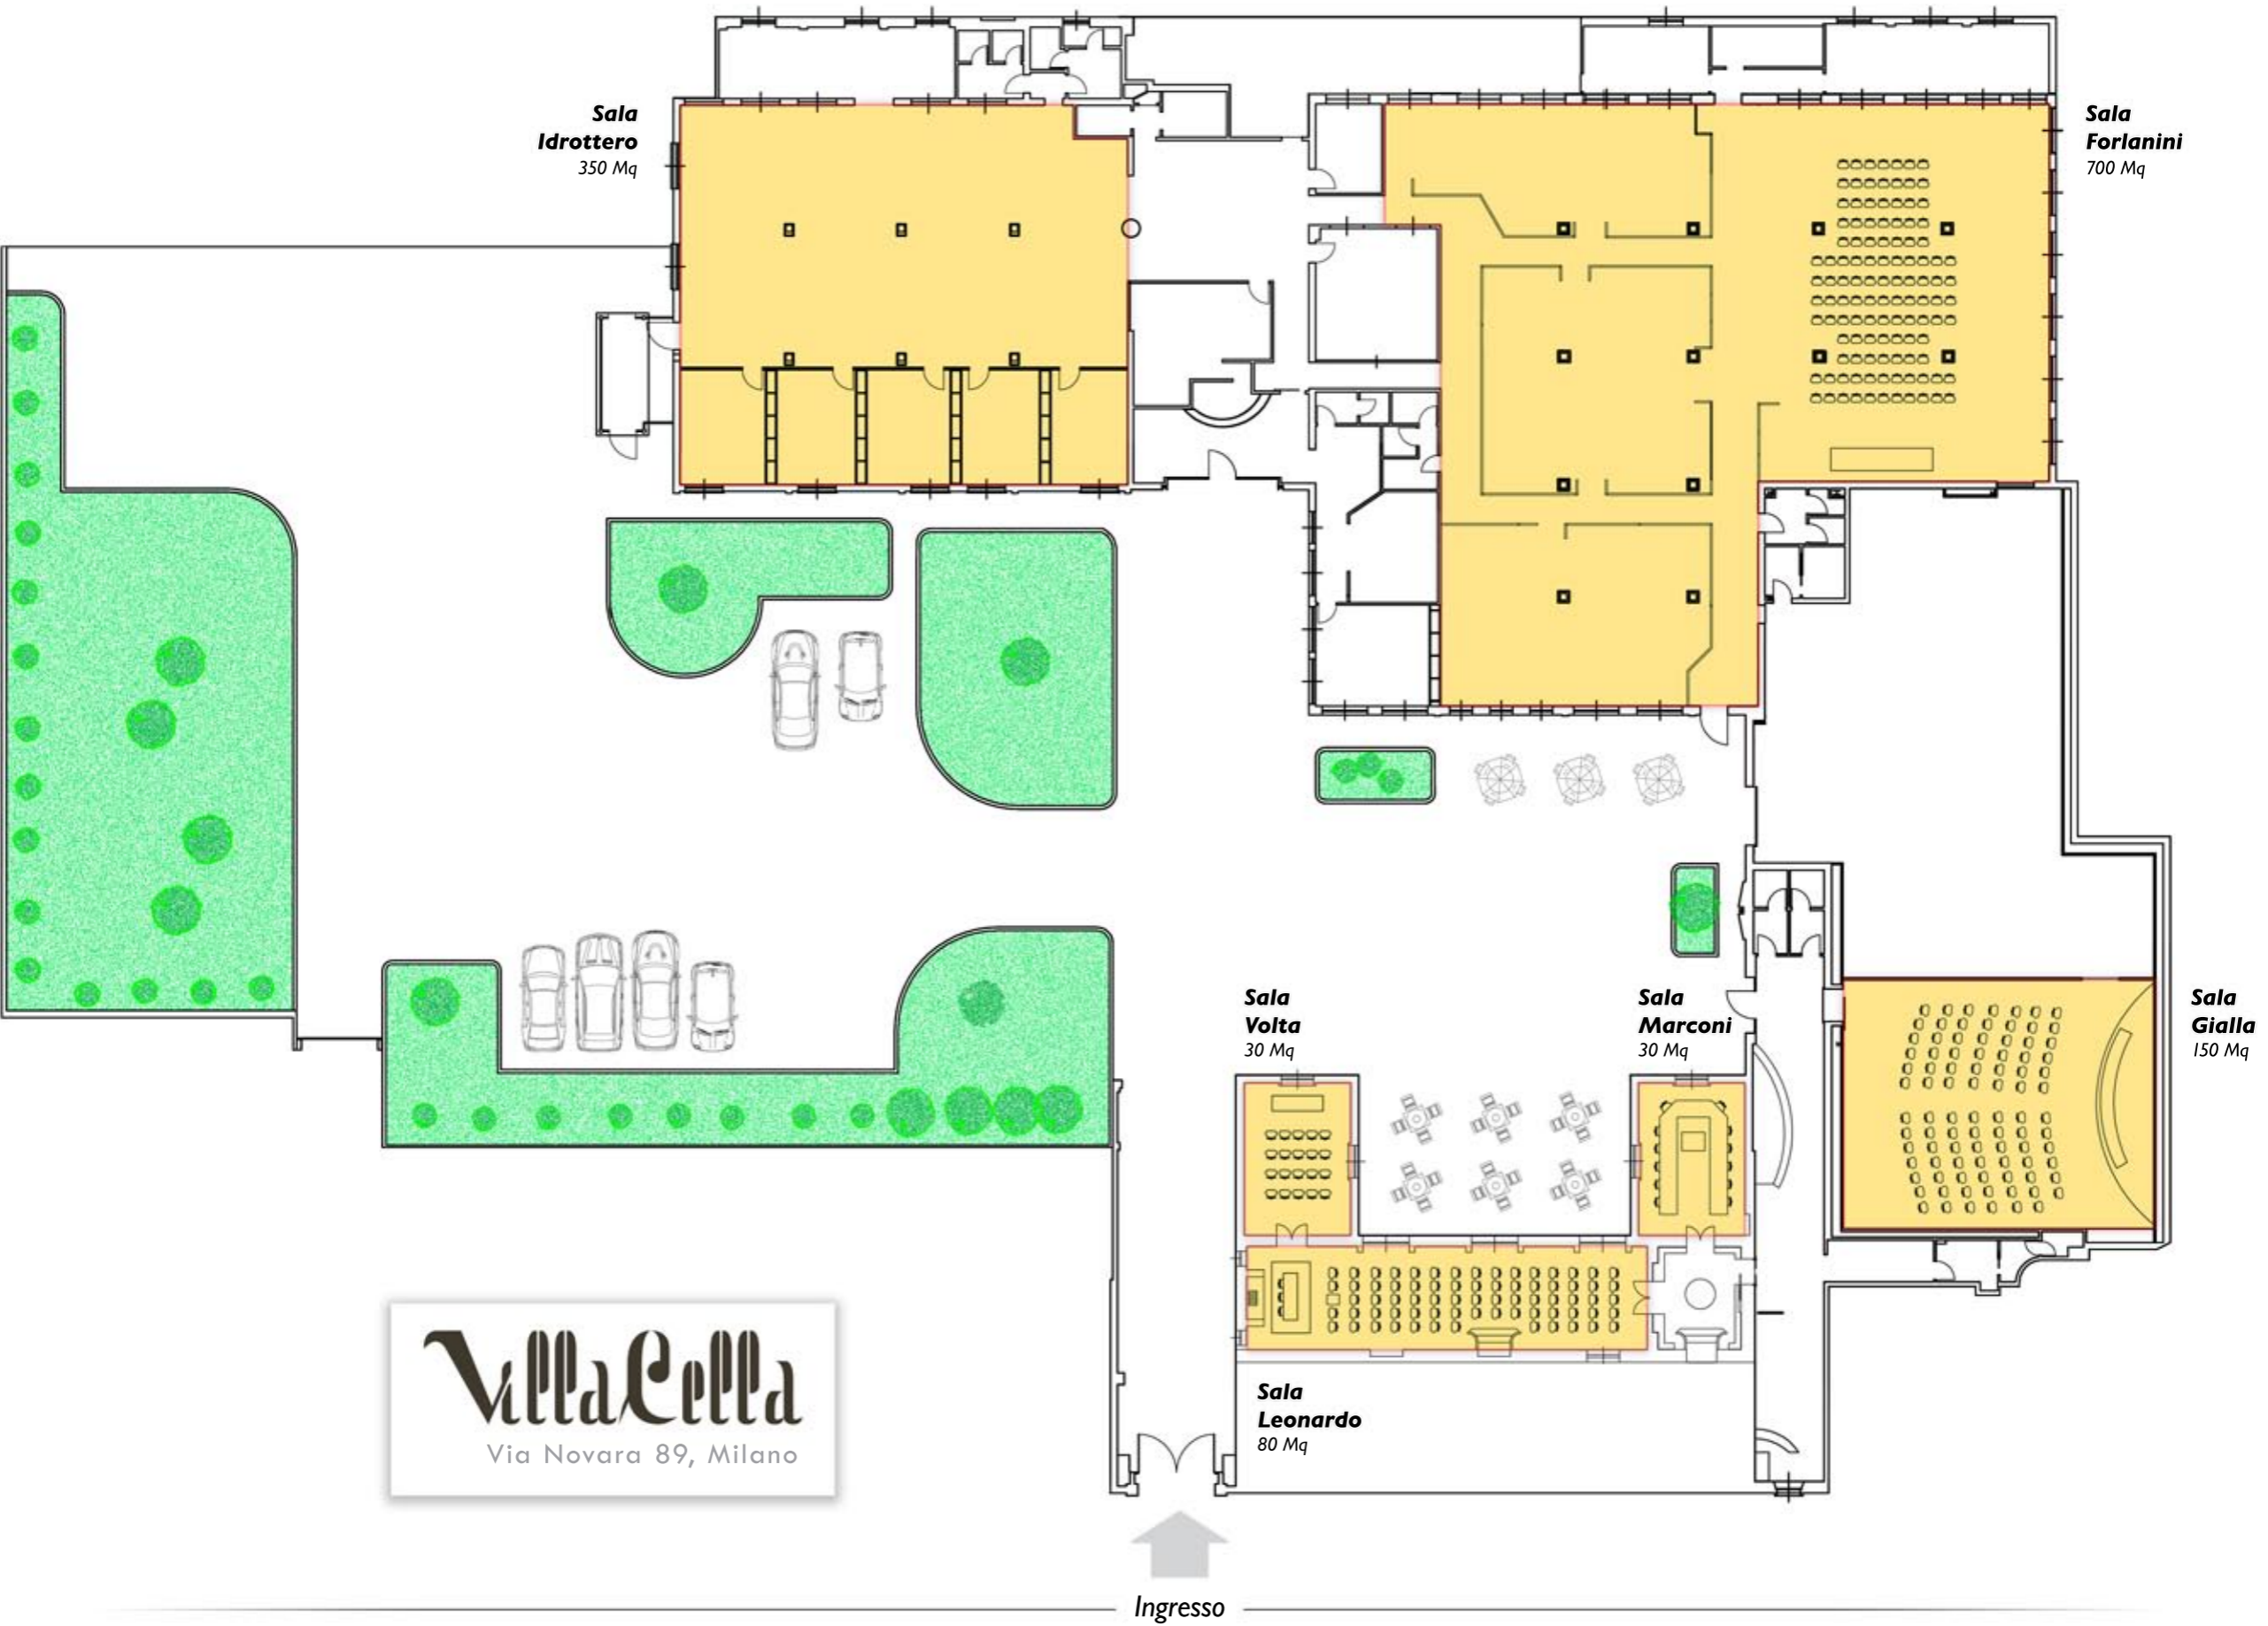 Sala
Idrottero
350 Mq
Sala
Forlanini
700 Mq
Sala
Volta
30 Mq
Sala
Marconi
30 Mq
Sala
Gialla
150 Mq
Sala
Leonardo
80 Mq
VillaCella
Via Novara 89, Milano
Ingresso